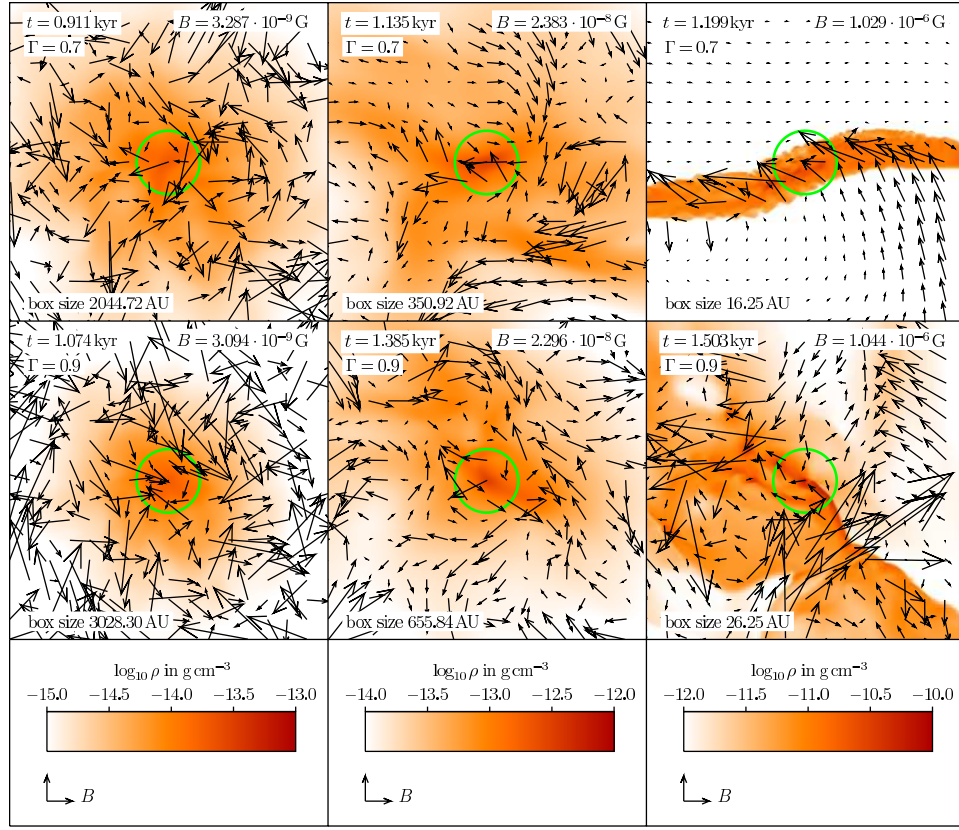 t = 0.911 kyr B = 3.287 · 10⁻⁹ G
Γ = 0.7
box size 2044.72 AU
t = 1.135 kyr B = 2.383 · 10⁻⁸ G
Γ = 0.7
box size 350.92 AU
t = 1.199 kyr B = 1.029 · 10⁻⁶ G
Γ = 0.7
box size 16.25 AU
t = 1.074 kyr B = 3.094 · 10⁻⁹ G
Γ = 0.9
box size 3028.30 AU
t = 1.385 kyr B = 2.296 · 10⁻⁸ G
Γ = 0.9
box size 655.84 AU
t = 1.503 kyr B = 1.044 · 10⁻⁶ G
Γ = 0.9
box size 26.25 AU
log₁₀ ρ in g cm⁻³
−15.0 −14.5 −14.0 −13.5 −13.0
B
log₁₀ ρ in g cm⁻³
−14.0 −13.5 −13.0 −12.5 −12.0
B
log₁₀ ρ in g cm⁻³
−12.0 −11.5 −11.0 −10.5 −10.0
B